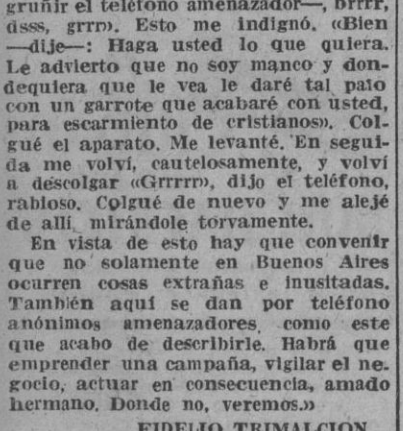 gruñir el teléfono amenazador—, brrrr,
dsss, grrr». Esto me indignó. «Bien
—dije—: Haga usted lo que quiera.
Le advierto que no soy manco y don-
dequiera que le vea le daré tal palo
con un garrote que acabaré con usted,
para escarmiento de cristianos». Col-
gué el aparato. Me levanté. En segui-
da me volví, cautelosamente, y volví
a descolgar «Grrrrr», dijo el teléfono,
rabioso. Colgué de nuevo y me alejé
de allí, mirándole torvamente.
En vista de esto hay que convenir
que no solamente en Buenos Aires
ocurren cosas extrañas e inusitadas.
También aquí se dan por teléfono
anónimos amenazadores, como este
que acabo de describirle. Habrá que
emprender una campaña, vigilar el ne-
gocio, actuar en consecuencia, amado
hermano. Donde no, veremos.»
FIDELIO TRIMALCION